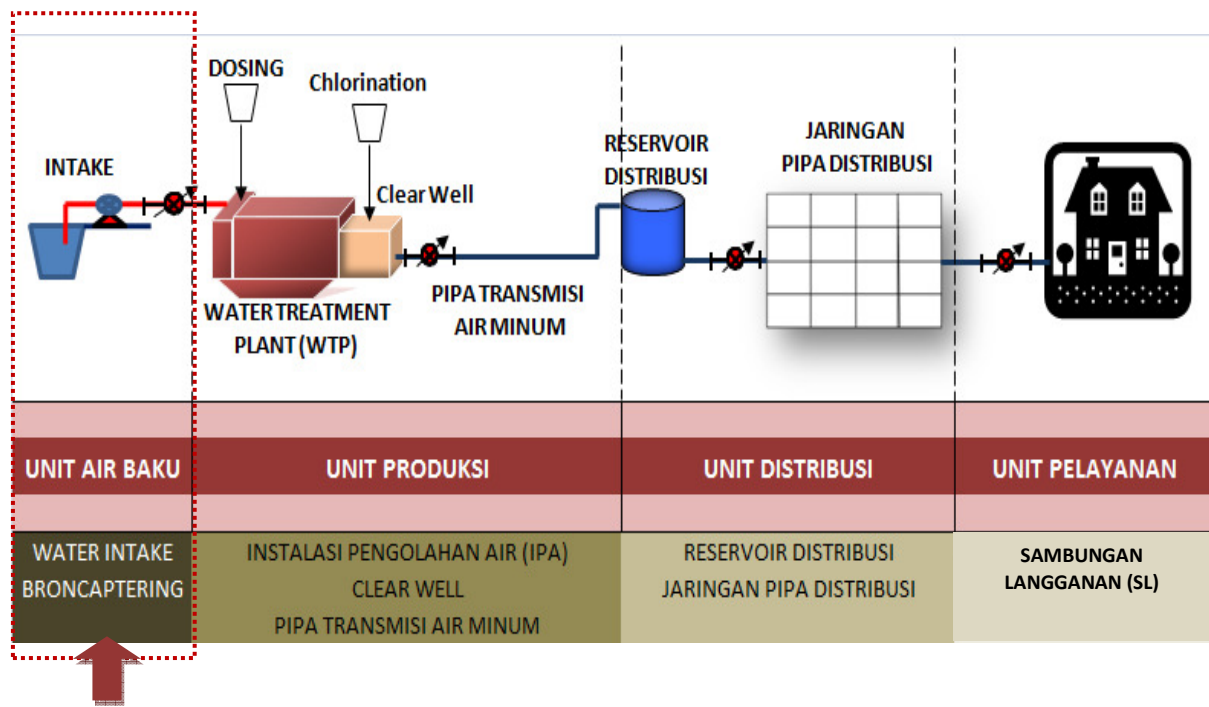 DOSING
Chlorination
INTAKE
Clear Well
WATER TREATMENT
PLANT (WTP)
PIPA TRANSMISI
AIR MINUM
RESERVOIR
DISTRIBUSI
JARINGAN
PIPA DISTRIBUSI
UNIT AIR BAKU
UNIT PRODUKSI
UNIT DISTRIBUSI
UNIT PELAYANAN
WATER INTAKE
BRONCAPTERING
INSTALASI PENGOLAHAN AIR (IPA)
CLEAR WELL
PIPA TRANSMISI AIR MINUM
RESERVOIR DISTRIBUSI
JARINGAN PIPA DISTRIBUSI
SAMBUNGAN
LANGGANAN (SL)